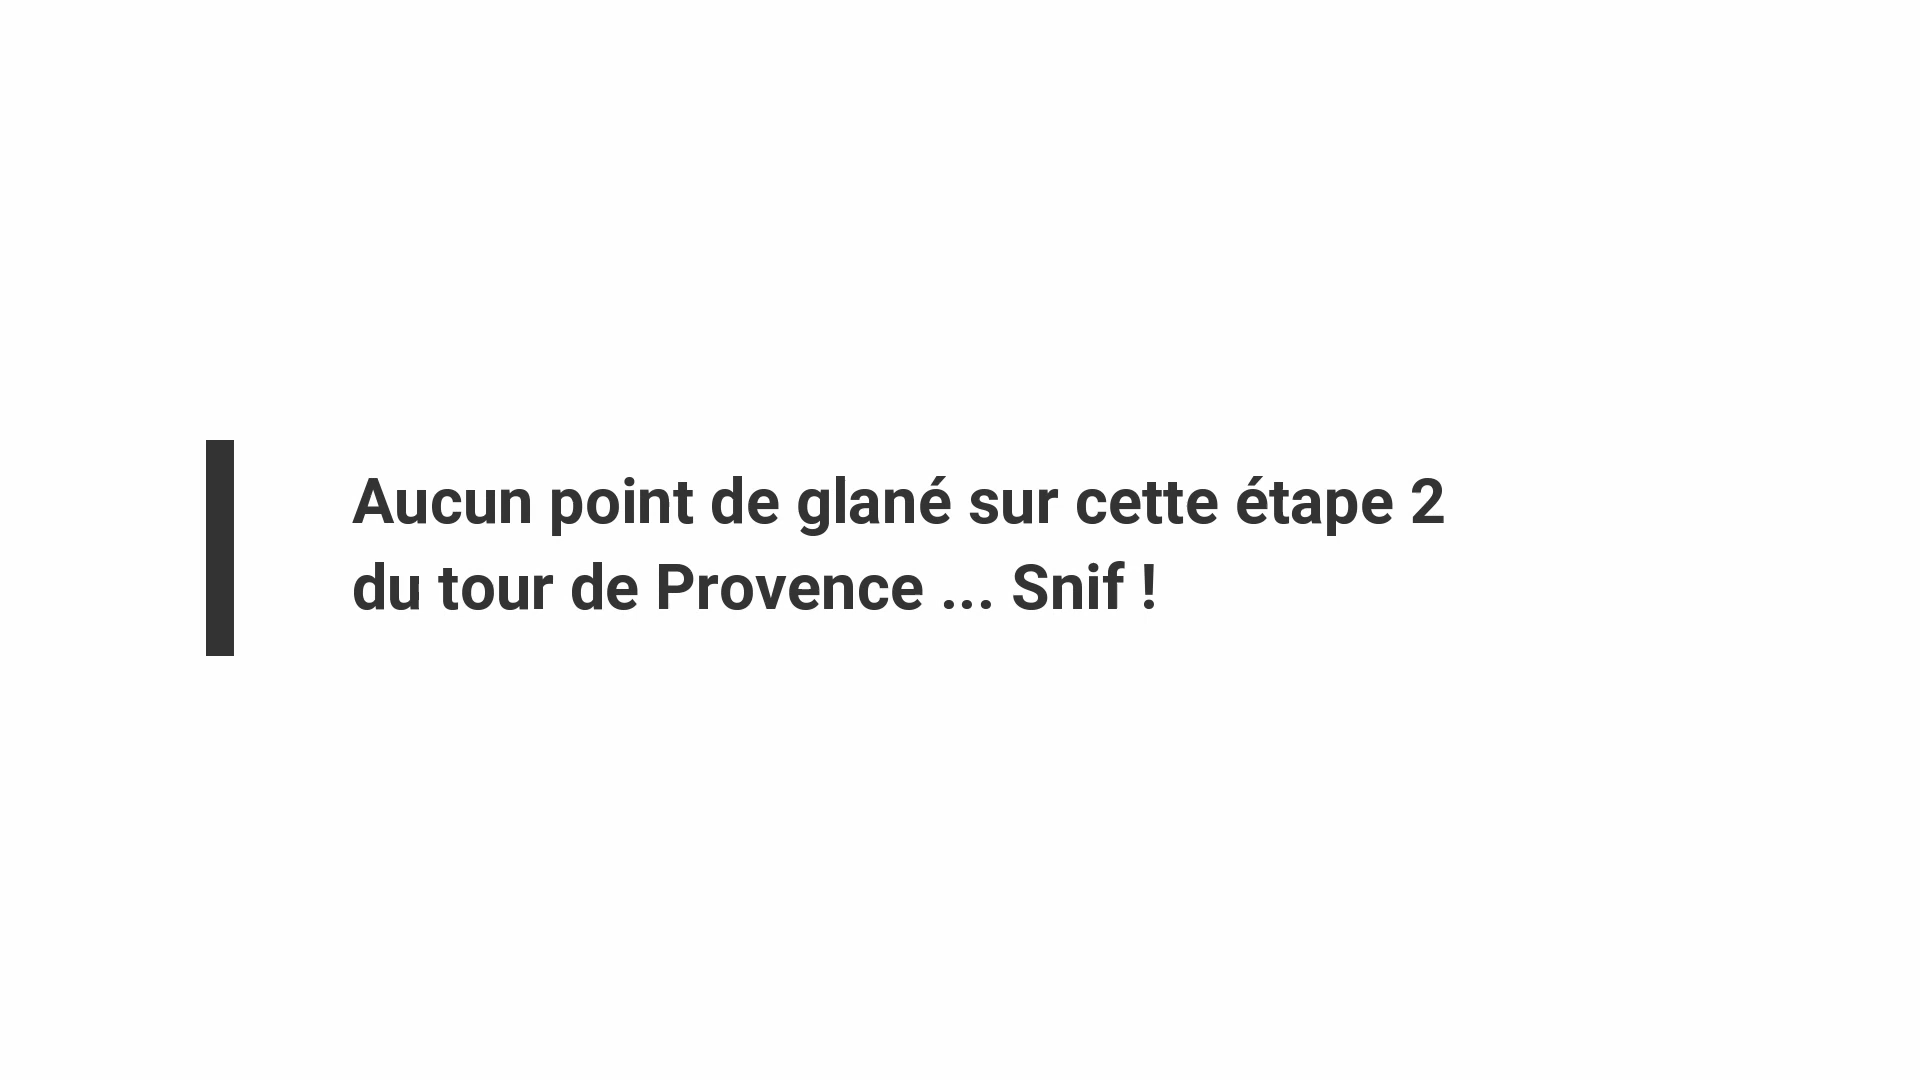 Aucun point de glané sur cette étape 2
du tour de Provence ... Snif !